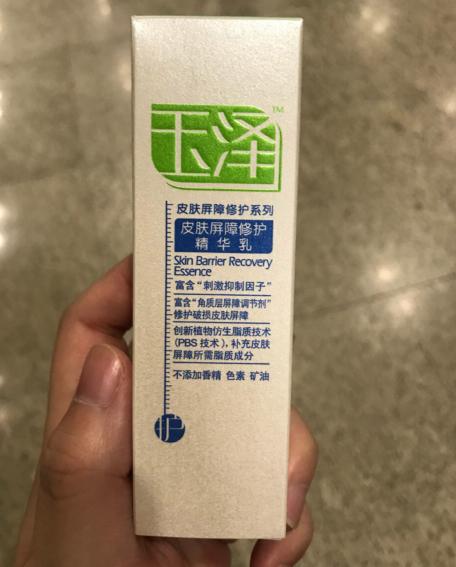 玉泽
TM
皮肤屏障修护系列
皮肤屏障修护
精华乳
Skin Barrier Recovery
Essence
富含“刺激抑制因子”
富含“角质层屏障调节剂”
修护破损皮肤屏障
创新植物仿生脂质技术
(PBS 技术), 补充皮肤
屏障所需脂质成分
不添加香精 色素 矿油
护